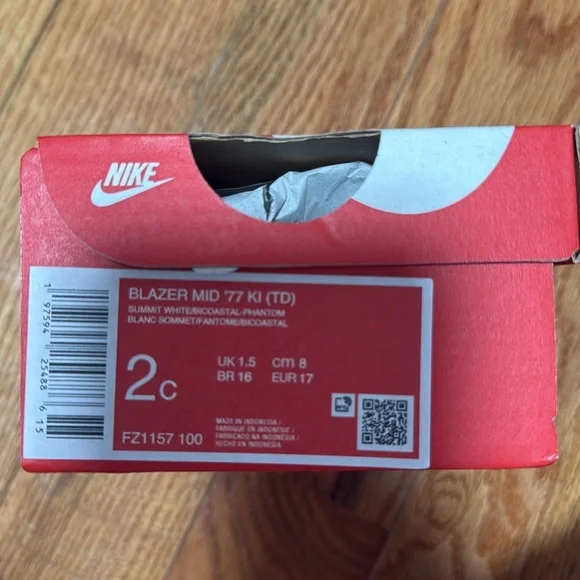 NIKE
BLAZER MID '77 KI (TD)
SUMMIT WHITE/BICOASTAL-PHANTOM
BLANC SOMMET/FANTOME/BICOASTAL
2C
UK 1.5 cm 8
BR 16 EUR 17
MADE IN INDONESIA /
FABRIQUE EN INDONESIE /
FABRICADO NA INDONESIA /
HECHO EN INDONESIA
FZ1157 100
1 97594 25488 6 15